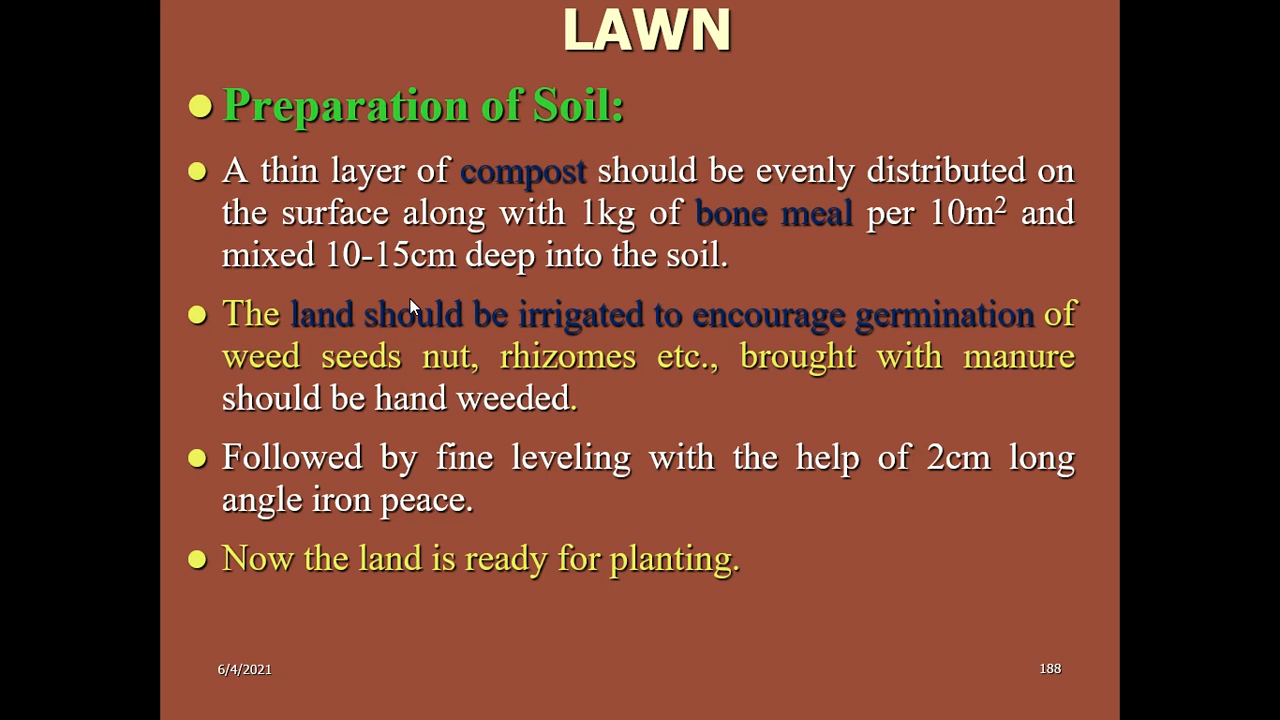 LAWN
Preparation of Soil:
A thin layer of compost should be evenly distributed on
the surface along with 1kg of bone meal per 10m² and
mixed 10-15cm deep into the soil.
The land should be irrigated to encourage germination of
weed seeds nut, rhizomes etc., brought with manure
should be hand weeded.
Followed by fine leveling with the help of 2cm long
angle iron peace.
Now the land is ready for planting.
6/4/2021
188